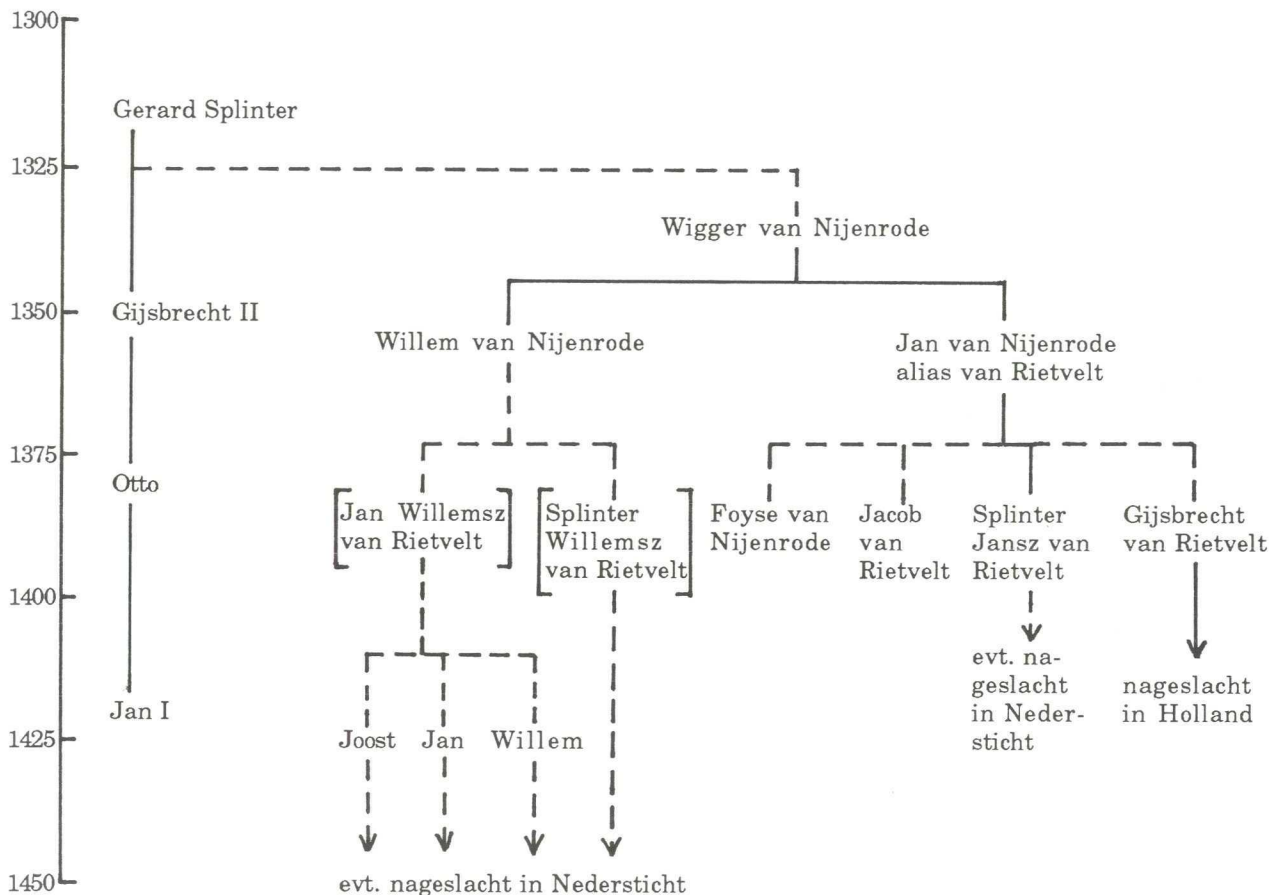 1300
Gerard Splinter
1325
Wigger van Nijenrode
1350
Gijsbrecht II
Willem van Nijenrode
Jan van Nijenrode
alias van Rietvelt
1375
Otto
Jan Willemsz
van Rietvelt
Splinter
Willemsz
van Rietvelt
Foyse van
Nijenrode
Jacob
van
Rietvelt
Splinter
Jansz van
Rietvelt
Gijsbrecht
van Rietvelt
1400
evt. na-
geslacht
in Neder-
sticht
nageslacht
in Holland
Jan I
1425
Joost
Jan
Willem
1450
evt. nageslacht in Nedersticht